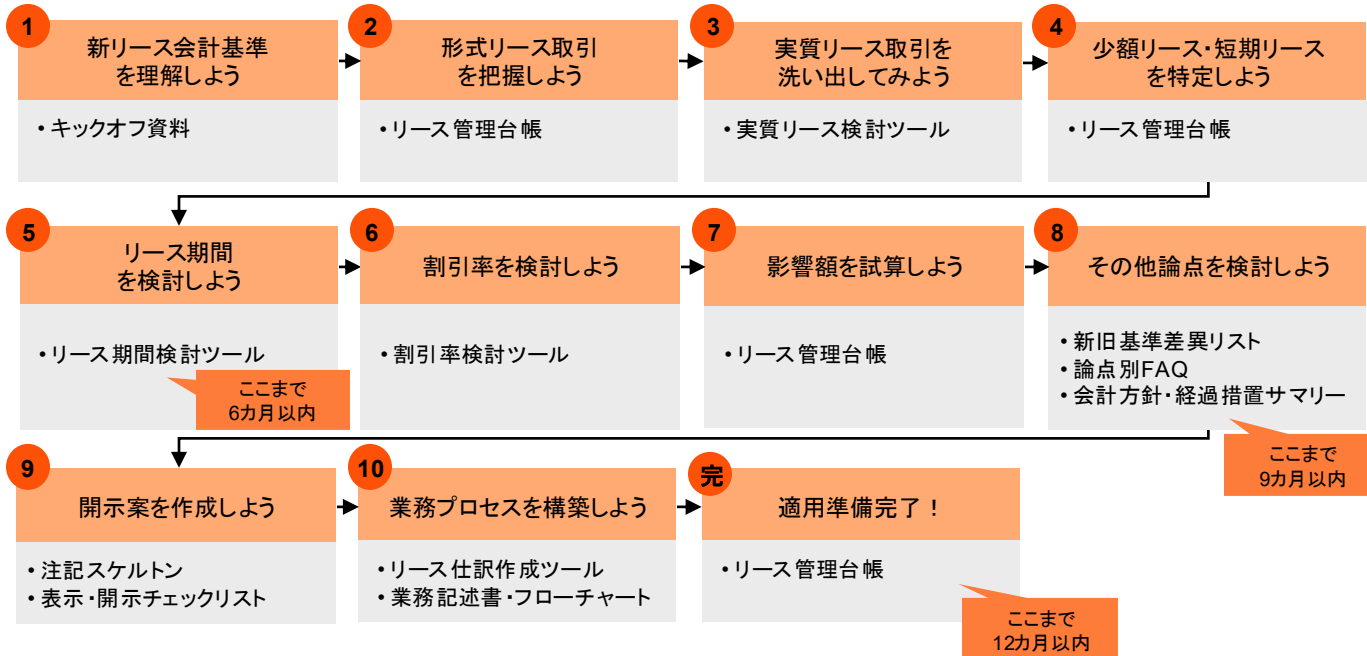 1
新リース会計基準
を理解しよう
・キックオフ資料
2
形式リース取引
を把握しよう
・リース管理台帳
3
実質リース取引を
洗い出してみよう
・実質リース検討ツール
4
少額リース・短期リース
を特定しよう
・リース管理台帳
5
リース期間
を検討しよう
・リース期間検討ツール
ここまで
6カ月以内
6
割引率を検討しよう
・割引率検討ツール
7
影響額を試算しよう
・リース管理台帳
8
その他論点を検討しよう
・新旧基準差異リスト
・論点別FAQ
・会計方針・経過措置サマリー
ここまで
9カ月以内
9
開示案を作成しよう
・注記スケルトン
・表示・開示チェックリスト
10
業務プロセスを構築しよう
・リース仕訳作成ツール
・業務記述書・フローチャート
完
適用準備完了！
・リース管理台帳
ここまで
12カ月以内